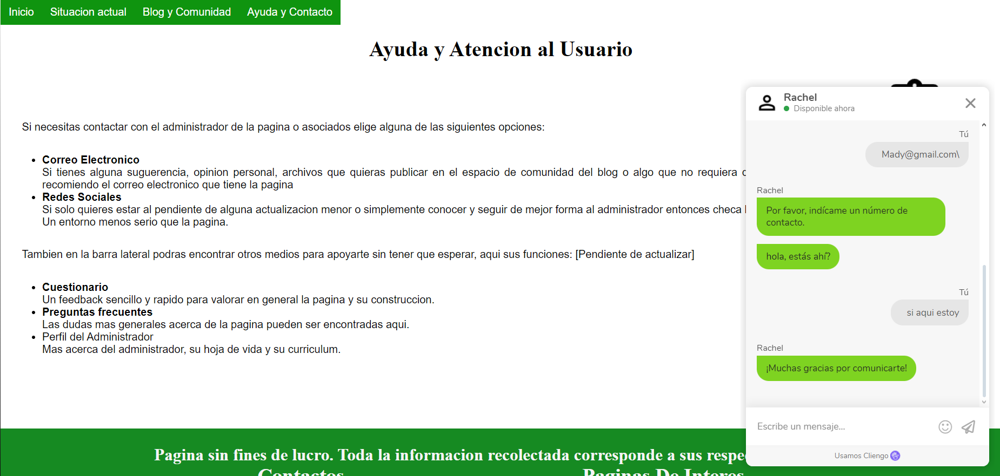 Inicio Situacion actual Blog y Comunidad Ayuda y Contacto
Ayuda y Atencion al Usuario
Si necesitas contactar con el administrador de la pagina o asociados elige alguna de las siguientes opciones:
Correo Electronico
Si tienes alguna suguerencia, opinion personal, archivos que quieras publicar en el espacio de comunidad del blog o algo que no requiera
recomiendo el correo electronico que tiene la pagina
Redes Sociales
Si solo quieres estar al pendiente de alguna actualizacion menor o simplemente conocer y seguir de mejor forma al administrador entonces checa
Un entorno menos serio que la pagina.
Tambien en la barra lateral podras encontrar otros medios para apoyarte sin tener que esperar, aqui sus funciones: [Pendiente de actualizar]
Cuestionario
Un feedback sencillo y rapido para valorar en general la pagina y su construccion.
Preguntas frecuentes
Las dudas mas generales acerca de la pagina pueden ser encontradas aqui.
Perfil del Administrador
Mas acerca del administrador, su hoja de vida y su curriculum.
Pagina sin fines de lucro. Toda la informacion recolectada corresponde a sus
Contactos
Paginas De Interes
Rachel
Disponible ahora
Tú
Mady@gmail.com\
Rachel
Por favor, indícame un número de
contacto.
hola, estás ahí?
Tú
si aqui estoy
Rachel
¡Muchas gracias por comunicarte!
Escribe un mensaje...
Usamos Cliengo